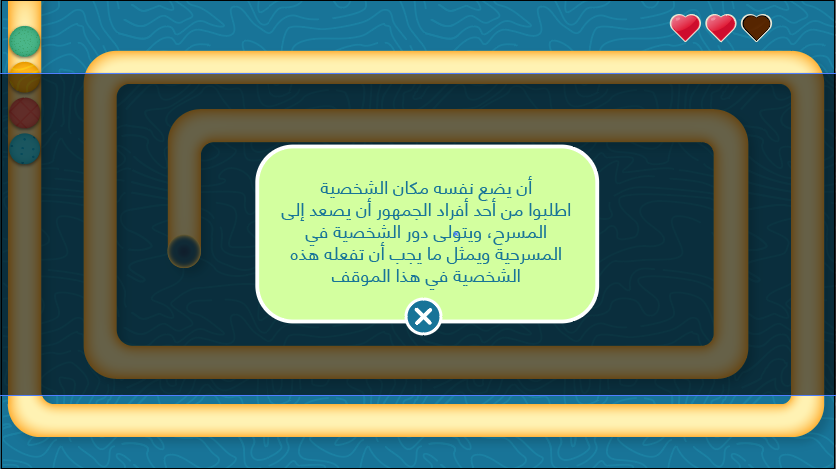 أن يضع نفسه مكان الشخصية
اطلبوا من أحد أفراد الجمهور أن يصعد إلى
المسرح، ويتولى دور الشخصية في
المسرحية ويمثل ما يجب أن تفعله هذه
الشخصية في هذا الموقف